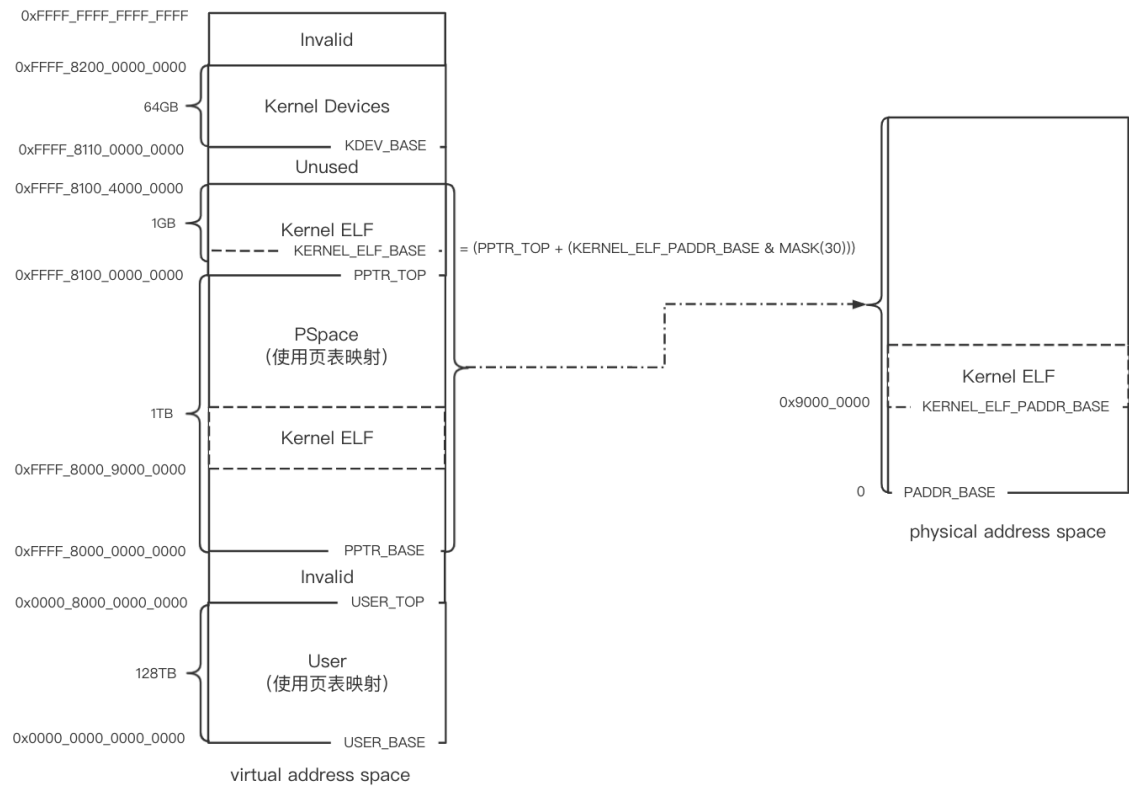 0xFFFF_FFFF_FFFF_FFFF
Invalid
0xFFFF_8200_0000_0000
64GB
Kernel Devices
KDEV_BASE
0xFFFF_8110_0000_0000
Unused
0xFFFF_8100_4000_0000
1GB
Kernel ELF
KERNEL_ELF_BASE
= (PPTR_TOP + (KERNEL_ELF_PADDR_BASE & MASK(30)))
0xFFFF_8100_0000_0000
PPTR_TOP
PSpace
（使用页表映射）
1TB
Kernel ELF
0xFFFF_8000_9000_0000
0xFFFF_8000_0000_0000
PPTR_BASE
Invalid
0x0000_8000_0000_0000
USER_TOP
128TB
User
（使用页表映射）
0x0000_0000_0000_0000
USER_BASE
virtual address space
Kernel ELF
0x9000_0000
KERNEL_ELF_PADDR_BASE
0
PADDR_BASE
physical address space